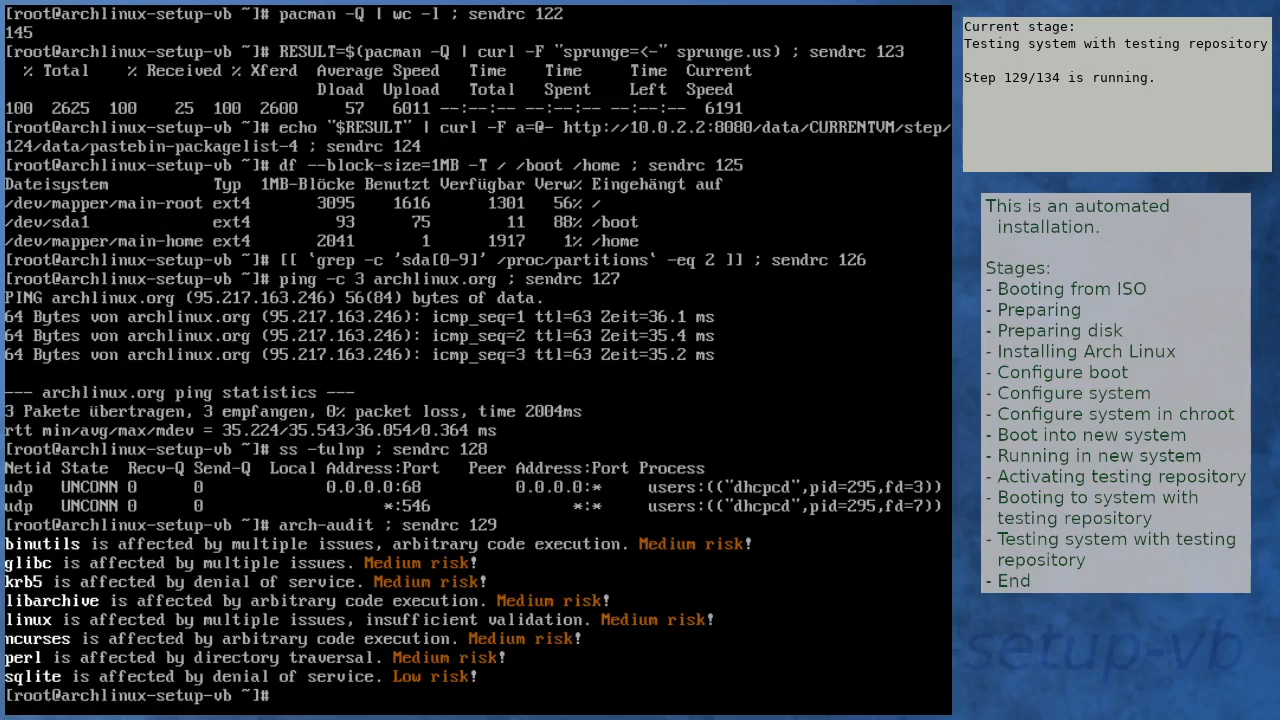 [root@archlinux-setup-vb ~]# pacman -Q | wc -l ; sendrc 122
145
[root@archlinux-setup-vb ~]# RESULT=$(pacman -Q | curl -F "sprunge=<-" sprunge.us) ; sendrc 123
  % Total    % Received % Xferd  Average Speed   Time    Time     Time  Current
                                 Dload  Upload   Total   Spent    Left  Speed
100  2625  100    25  100  2600     57   6011 --:--:-- --:--:-- --:--:--  6191
[root@archlinux-setup-vb ~]# echo "$RESULT" | curl -F a=@- http://10.0.2.2:8080/data/CURRENTVM/step/
124/data/pastebin-packagelist-4 ; sendrc 124
[root@archlinux-setup-vb ~]# df --block-size=1MB -T / /boot /home ; sendrc 125
Dateisystem           Typ  1MB-Blöcke Benutzt Verfügbar Verw% Eingehängt auf
/dev/mapper/main-root ext4       3095    1616      1301   56% /
/dev/sda1             ext4         93      75        11   88% /boot
/dev/mapper/main-home ext4       2041       1      1917    1% /home
[root@archlinux-setup-vb ~]# [[ `grep -c 'sda[0-9]' /proc/partitions` -eq 2 ]] ; sendrc 126
[root@archlinux-setup-vb ~]# ping -c 3 archlinux.org ; sendrc 127
PING archlinux.org (95.217.163.246) 56(84) bytes of data.
64 Bytes von archlinux.org (95.217.163.246): icmp_seq=1 ttl=63 Zeit=36.1 ms
64 Bytes von archlinux.org (95.217.163.246): icmp_seq=2 ttl=63 Zeit=35.4 ms
64 Bytes von archlinux.org (95.217.163.246): icmp_seq=3 ttl=63 Zeit=35.2 ms
--- archlinux.org ping statistics ---
3 Pakete übertragen, 3 empfangen, 0% packet loss, time 2004ms
rtt min/avg/max/mdev = 35.224/35.543/36.054/0.364 ms
[root@archlinux-setup-vb ~]# ss -tulnp ; sendrc 128
Netid State  Recv-Q Send-Q  Local Address:Port   Peer Address:Port Process
udp   UNCONN 0      0             0.0.0.0:68          0.0.0.0:*     users:(("dhcpcd",pid=295,fd=3))
udp   UNCONN 0      0                   *:546               *:*     users:(("dhcpcd",pid=295,fd=7))
[root@archlinux-setup-vb ~]# arch-audit ; sendrc 129
binutils is affected by multiple issues, arbitrary code execution. Medium risk!
glibc is affected by multiple issues. Medium risk!
krb5 is affected by denial of service. Medium risk!
libarchive is affected by arbitrary code execution. Medium risk!
linux is affected by multiple issues, insufficient validation. Medium risk!
ncurses is affected by arbitrary code execution. Medium risk!
perl is affected by directory traversal. Medium risk!
sqlite is affected by denial of service. Low risk!
[root@archlinux-setup-vb ~]#
Current stage:
Testing system with testing repository
Step 129/134 is running.
This is an automated
installation.
Stages:
- Booting from ISO
- Preparing
- Preparing disk
- Installing Arch Linux
- Configure boot
- Configure system
- Configure system in chroot
- Boot into new system
- Running in new system
- Activating testing repository
- Booting to system with
testing repository
- Testing system with testing
repository
- End
-setup-vb